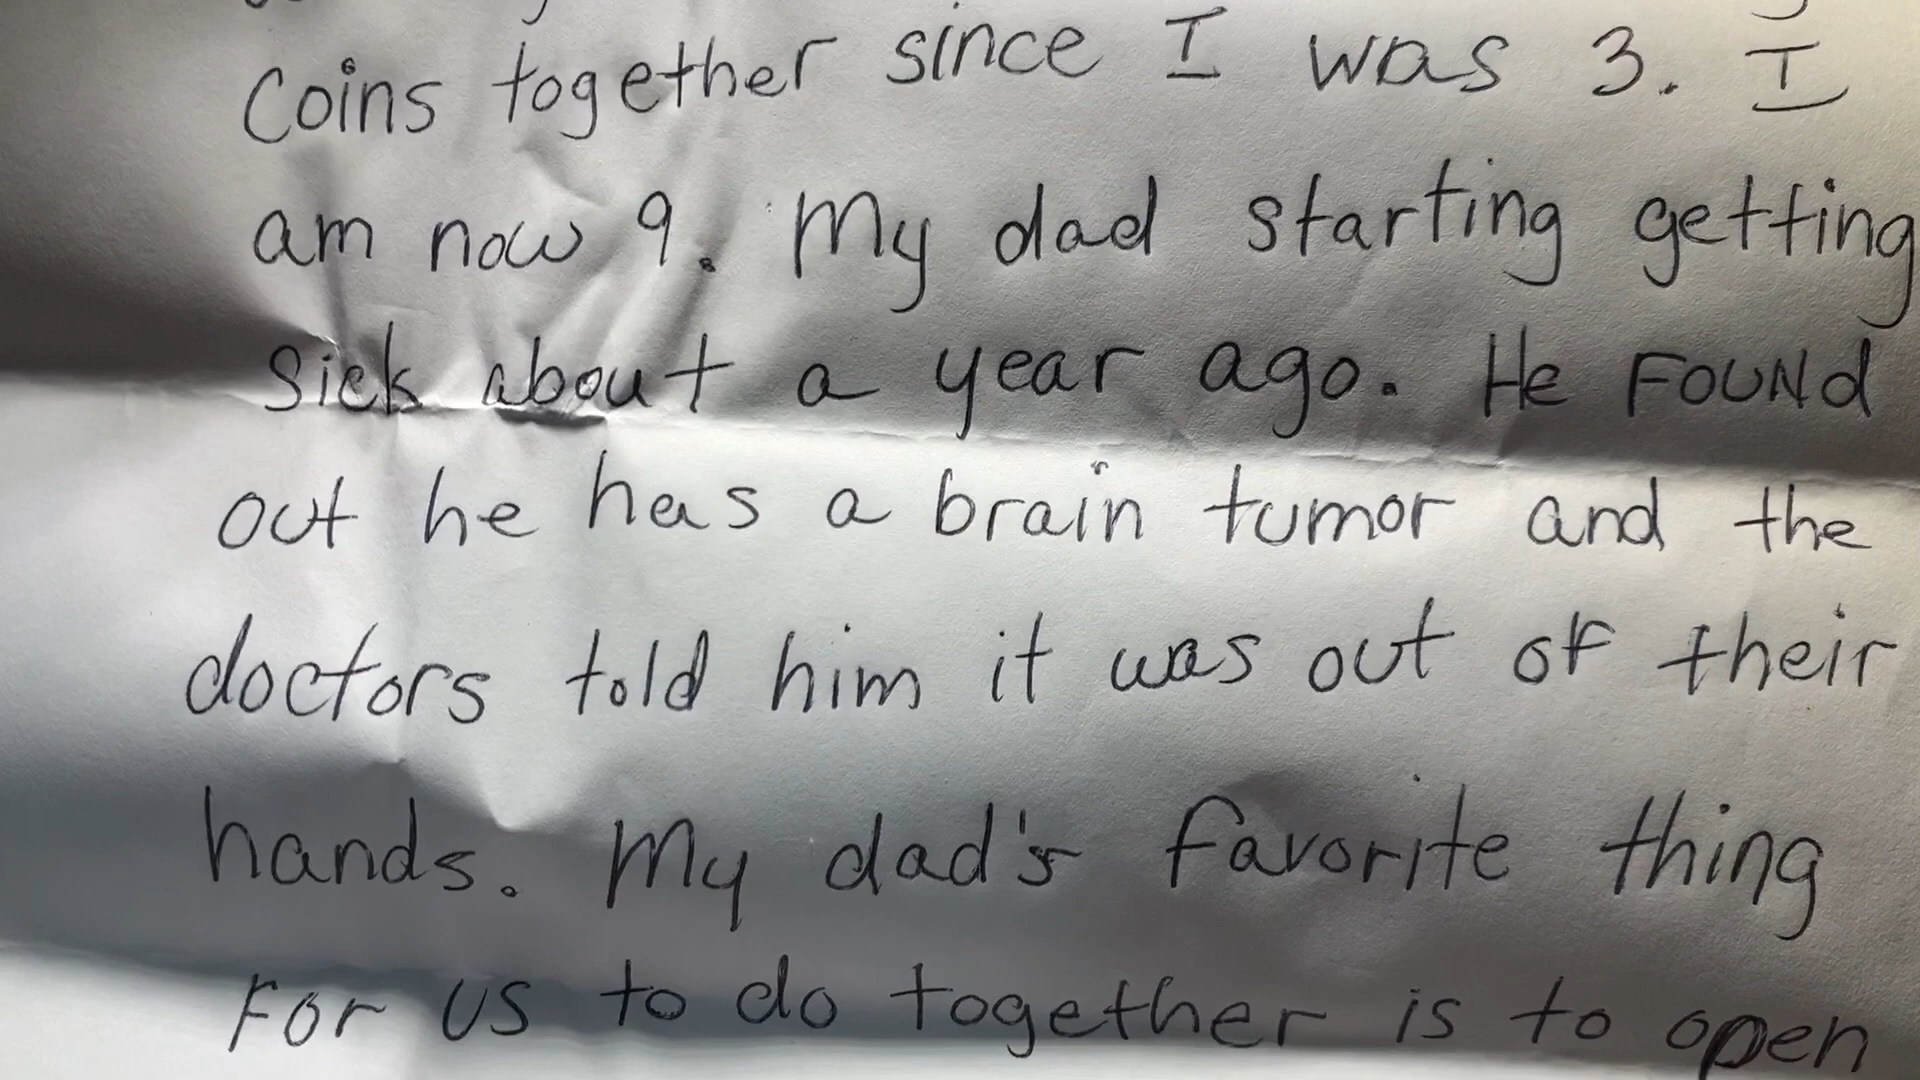 Coins together since I was 3. I
am now 9. My dad starting getting
sick about a year ago. He FOUNd
out he has a brain tumor and the
doctors told him it was out of their
hands. My dad's favorite thing
For us to do together is to open